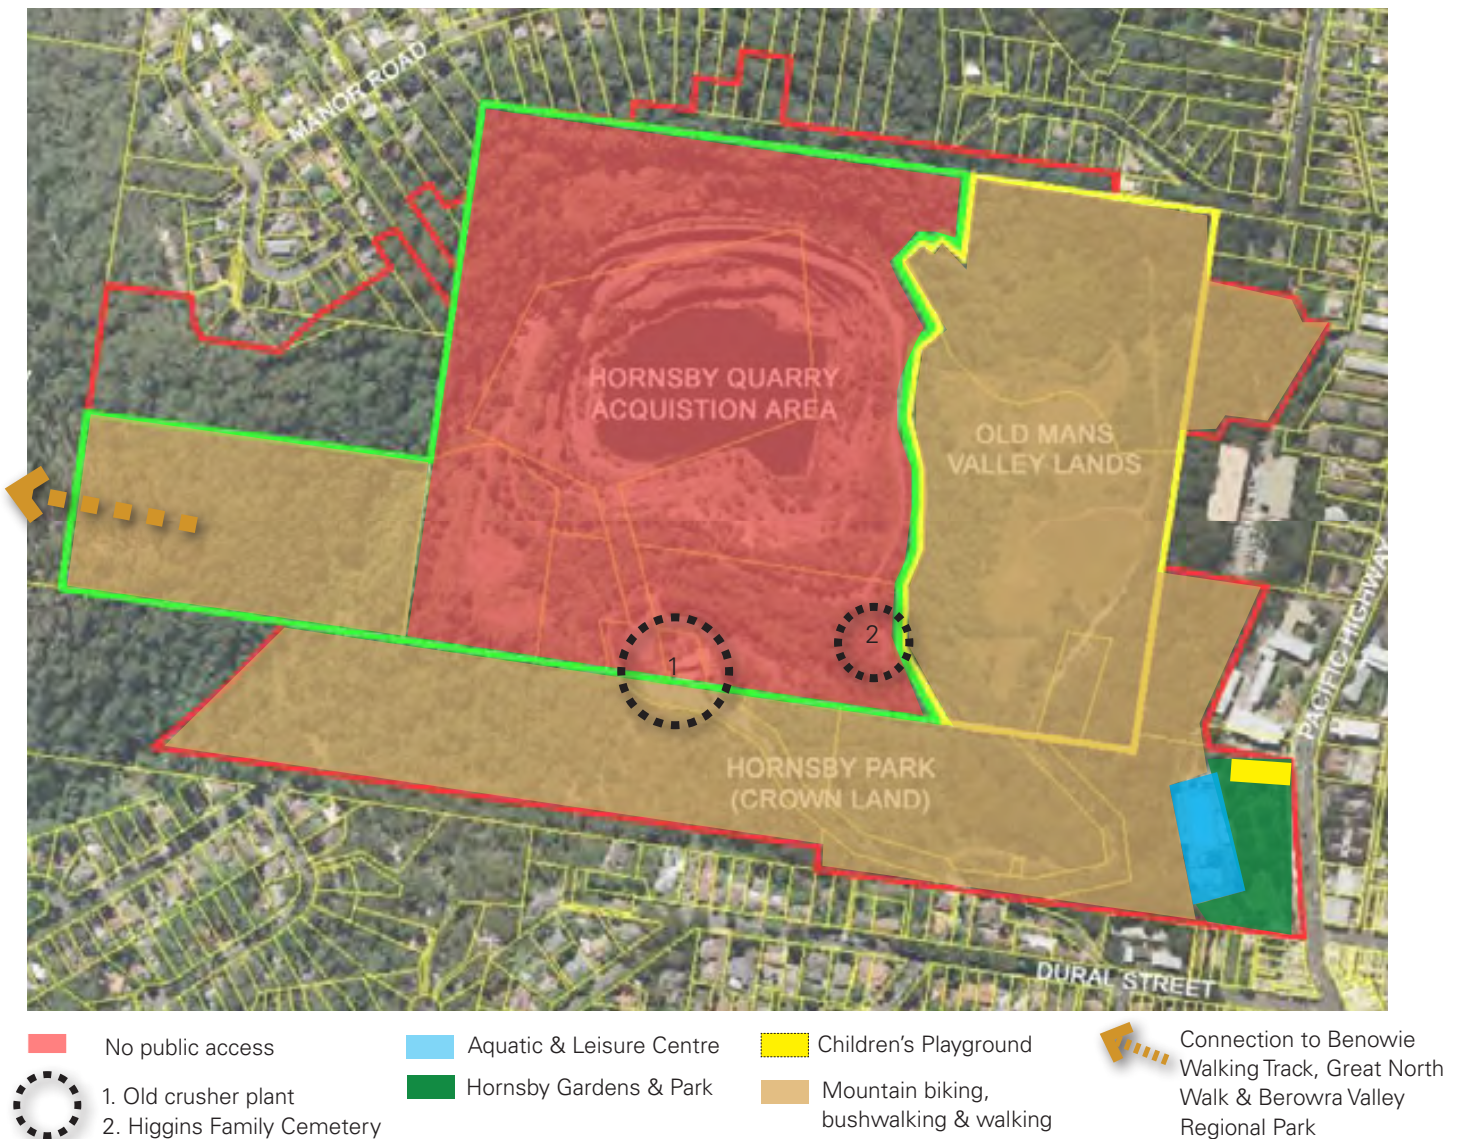 MANOR ROAD
HORNSBY QUARRY
ACQUISTION AREA
OLD MANS
VALLEY LANDS
2
1
PACIFIC HIGHWAY
HORNSBY PARK
(CROWN LAND)
DURAL STREET
No public access
1. Old crusher plant
2. Higgins Family Cemetery
Aquatic & Leisure Centre
Hornsby Gardens & Park
Children's Playground
Mountain biking,
bushwalking & walking
Connection to Benowie
Walking Track, Great North
Walk & Berowra Valley
Regional Park